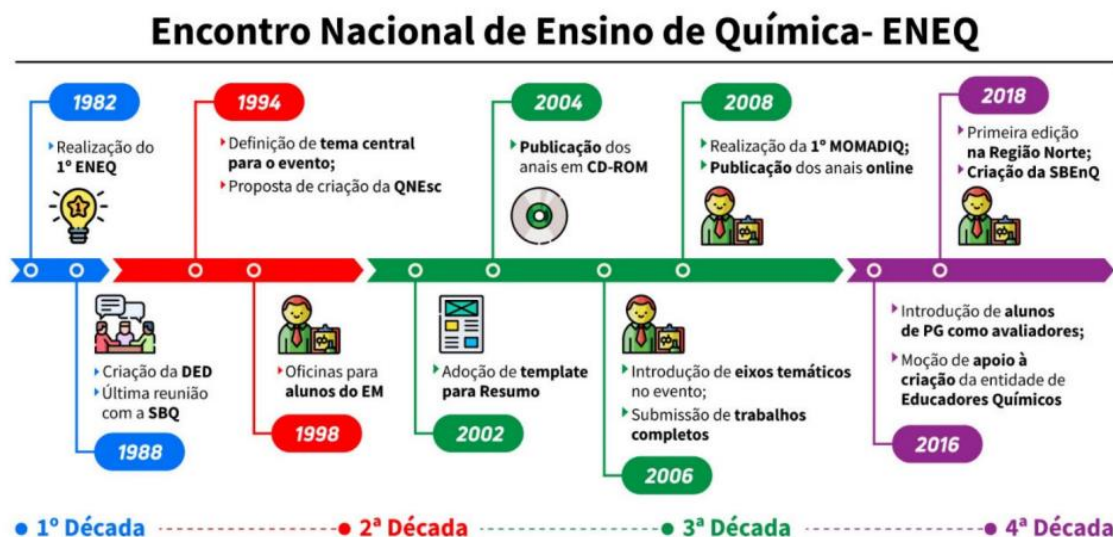 Encontro Nacional de Ensino de Química- ENEQ
1982
Realização do
1º ENEQ
1994
Definição de tema central
para o evento;
Proposta de criação da QNEsc
2004
Publicação dos
anais em CD-ROM
2008
Realização da 1º MOMADIQ;
Publicação dos anais online
2018
Primeira edição
na Região Norte;
Criação da SBEnQ
Criação da DED
Última reunião
com a SBQ
1988
Oficinas para
alunos do EM
1998
Adoção de template
para Resumo
2002
Introdução de eixos temáticos
no evento;
Submissão de trabalhos
completos
2006
Introdução de alunos
de PG como avaliadores;
Moção de apoio à
criação da entidade de
Educadores Químicos
2016
1º Década
2ª Década
3ª Década
4ª Década